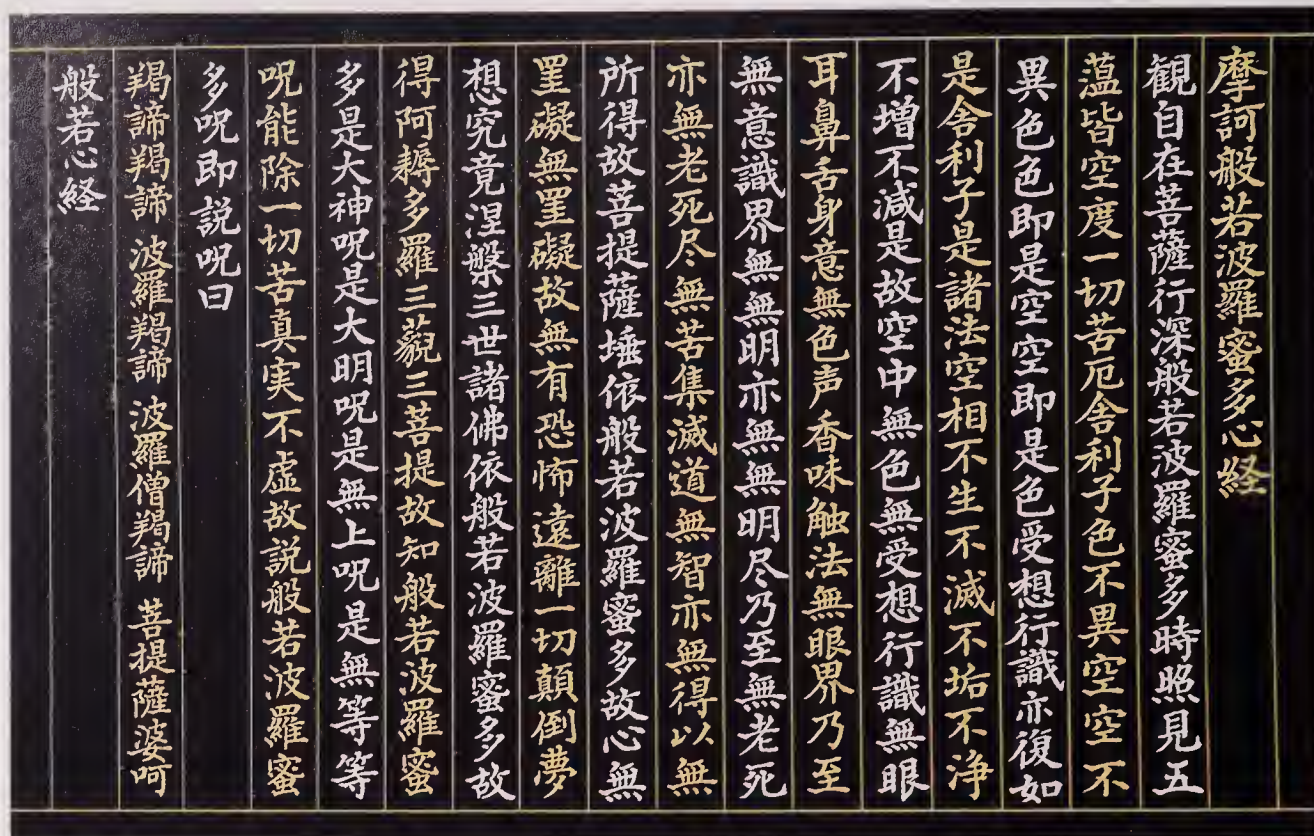 摩訶般若波羅蜜多心経
観自在菩薩行深般若波羅蜜多時照見五
蘊皆空度一切苦厄舎利子色不異空空不
異色色即是空空即是色受想行識亦復如
是舎利子是諸法空相不生不滅不垢不浄
不増不減是故空中無色無受想行識無眼
耳鼻舌身意無色声香味触法無眼界乃至
無意識界無無明亦無無明尽乃至無老死
亦無老死尽無苦集滅道無智亦無得以無
所得故菩提薩埵依般若波羅蜜多故心無
罣礙無罣礙故無有恐怖遠離一切顛倒夢
想究竟涅槃三世諸佛依般若波羅蜜多故
得阿耨多羅三藐三菩提故知般若波羅蜜
多是大神呪是大明呪是無上呪是無等等
呪能除一切苦真実不虚故説般若波羅蜜
多呪即説呪曰
羯諦羯諦 波羅羯諦 波羅僧羯諦 菩提薩婆呵
般若心経